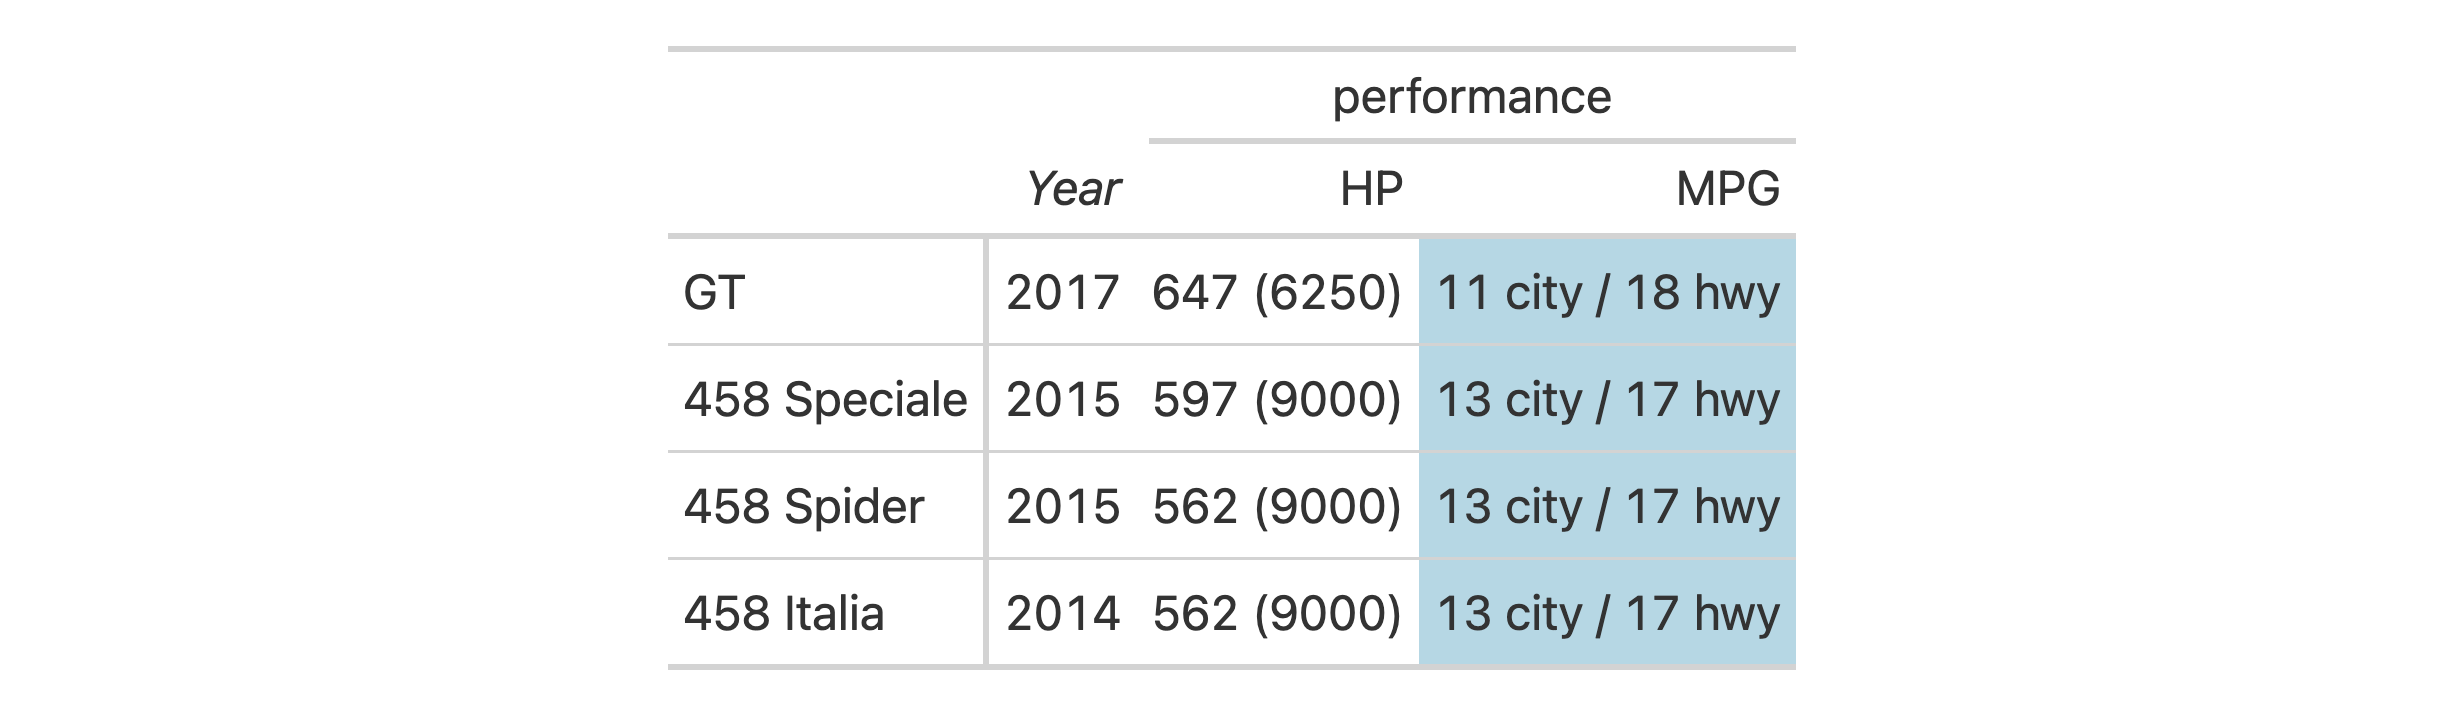 performance
Year HP MPG
GT 2017 647 (6250) 11 city / 18 hwy
458 Speciale 2015 597 (9000) 13 city / 17 hwy
458 Spider 2015 562 (9000) 13 city / 17 hwy
458 Italia 2014 562 (9000) 13 city / 17 hwy